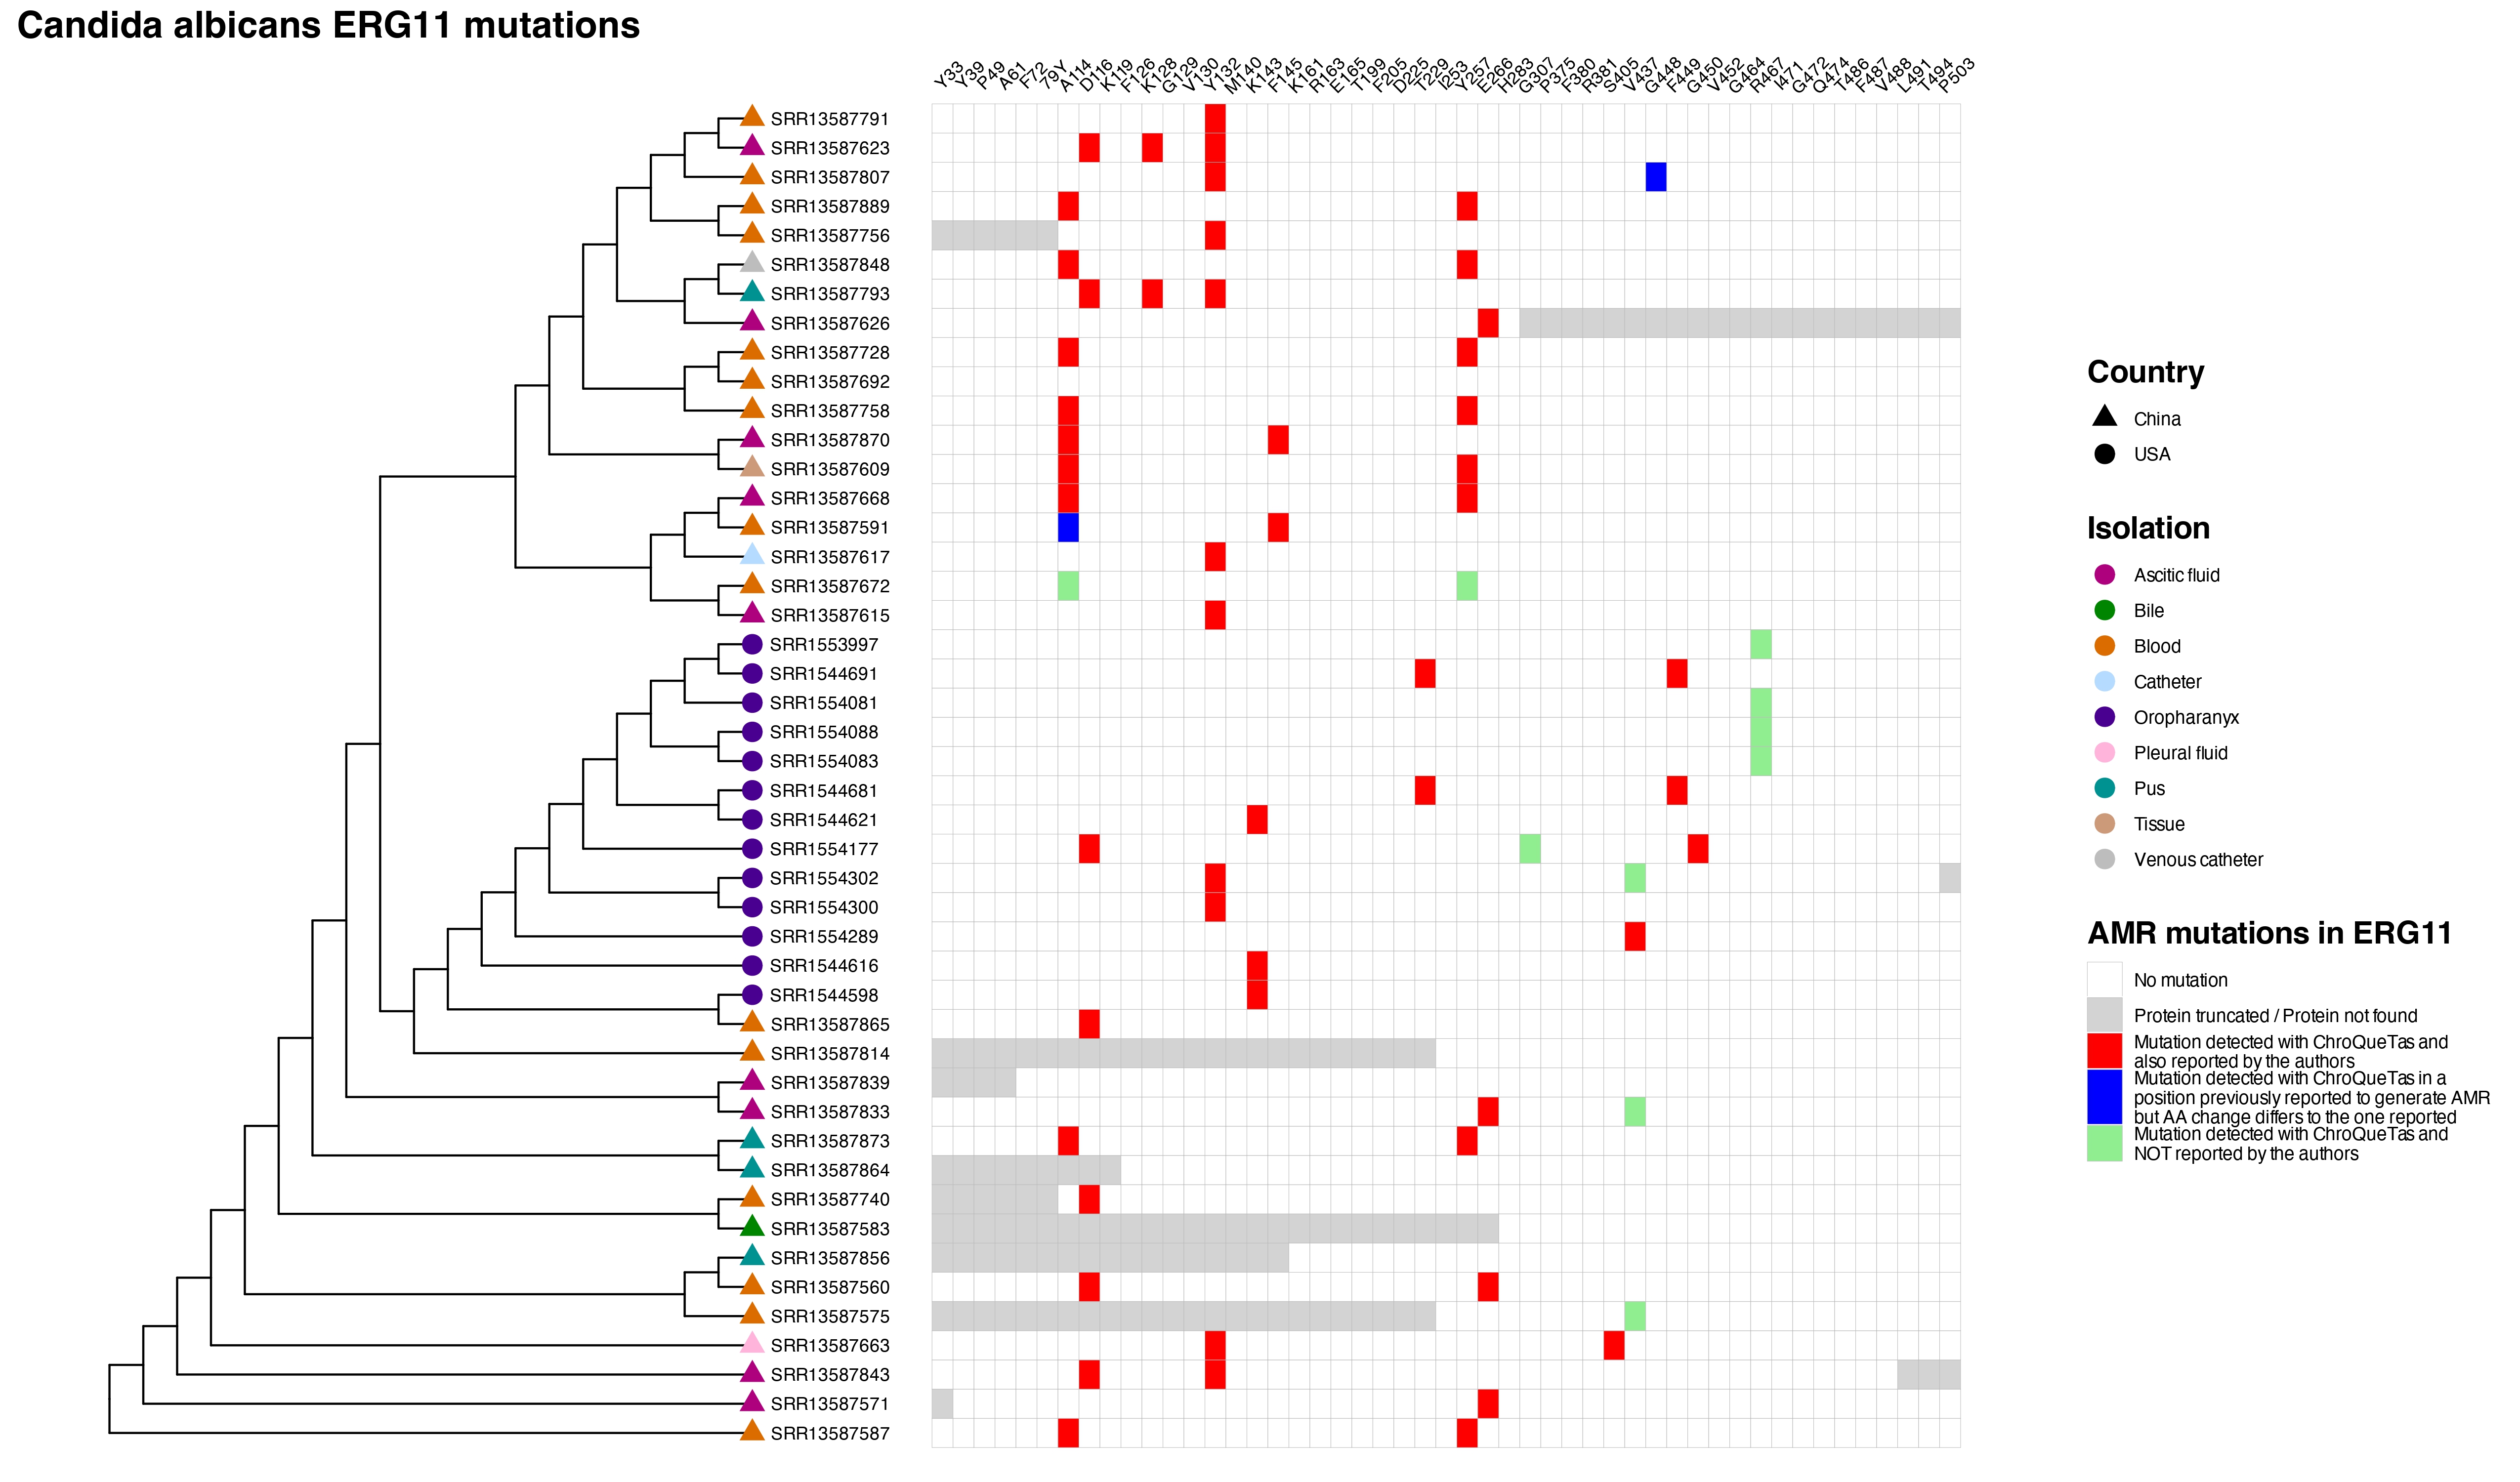 Candida albicans ERG11 mutations
Y33 Y39 P49 A61 F72 79Y A114 D116 K119 F126 K128 G129 V130 Y132 M140 K143 F145 K161 R163 E165 T199 F205 D225 T229 I253 Y257 E266 H283 G307 P375 F380 R381 S405 V437 G448 F449 G450 V452 G464 R467 I471 G472 Q474 T486 F487 V488 L491 T494 P503
SRR13587791
SRR13587623
SRR13587807
SRR13587889
SRR13587756
SRR13587848
SRR13587793
SRR13587626
SRR13587728
SRR13587692
SRR13587758
SRR13587870
SRR13587609
SRR13587668
SRR13587591
SRR13587617
SRR13587672
SRR13587615
SRR1553997
SRR1544691
SRR1554081
SRR1554088
SRR1554083
SRR1544681
SRR1544621
SRR1554177
SRR1554302
SRR1554300
SRR1554289
SRR1544616
SRR1544598
SRR13587865
SRR13587814
SRR13587839
SRR13587833
SRR13587873
SRR13587864
SRR13587740
SRR13587583
SRR13587856
SRR13587560
SRR13587575
SRR13587663
SRR13587843
SRR13587571
SRR13587587
Country
China
USA
Isolation
Ascitic fluid
Bile
Blood
Catheter
Oropharanyx
Pleural fluid
Pus
Tissue
Venous catheter
AMR mutations in ERG11
No mutation
Protein truncated / Protein not found
Mutation detected with ChroQueTas and
also reported by the authors
Mutation detected with ChroQueTas in a
position previously reported to generate AMR
but AA change differs to the one reported
Mutation detected with ChroQueTas and
NOT reported by the authors